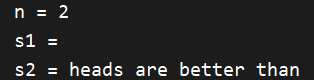 n = 2
s1 =
s2 = heads are better than